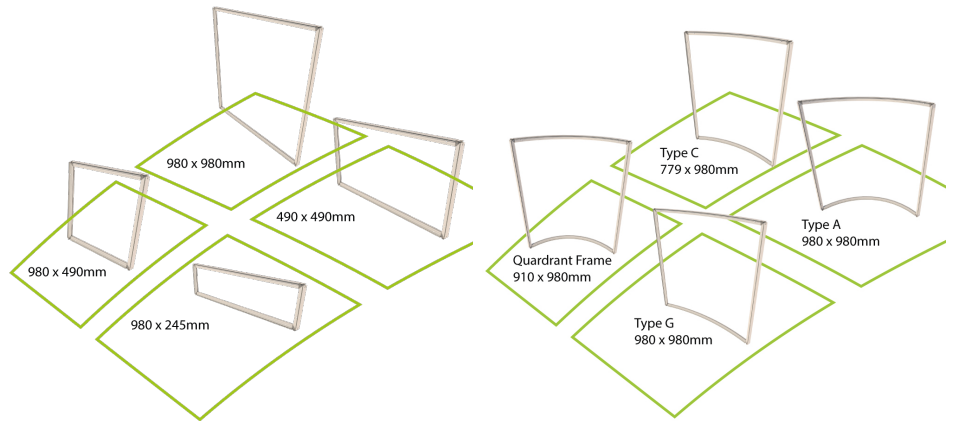 980 x 980mm
490 x 490mm
980 x 490mm
980 x 245mm
Type C
779 x 980mm
Type A
980 x 980mm
Quardrant Frame
910 x 980mm
Type G
980 x 980mm